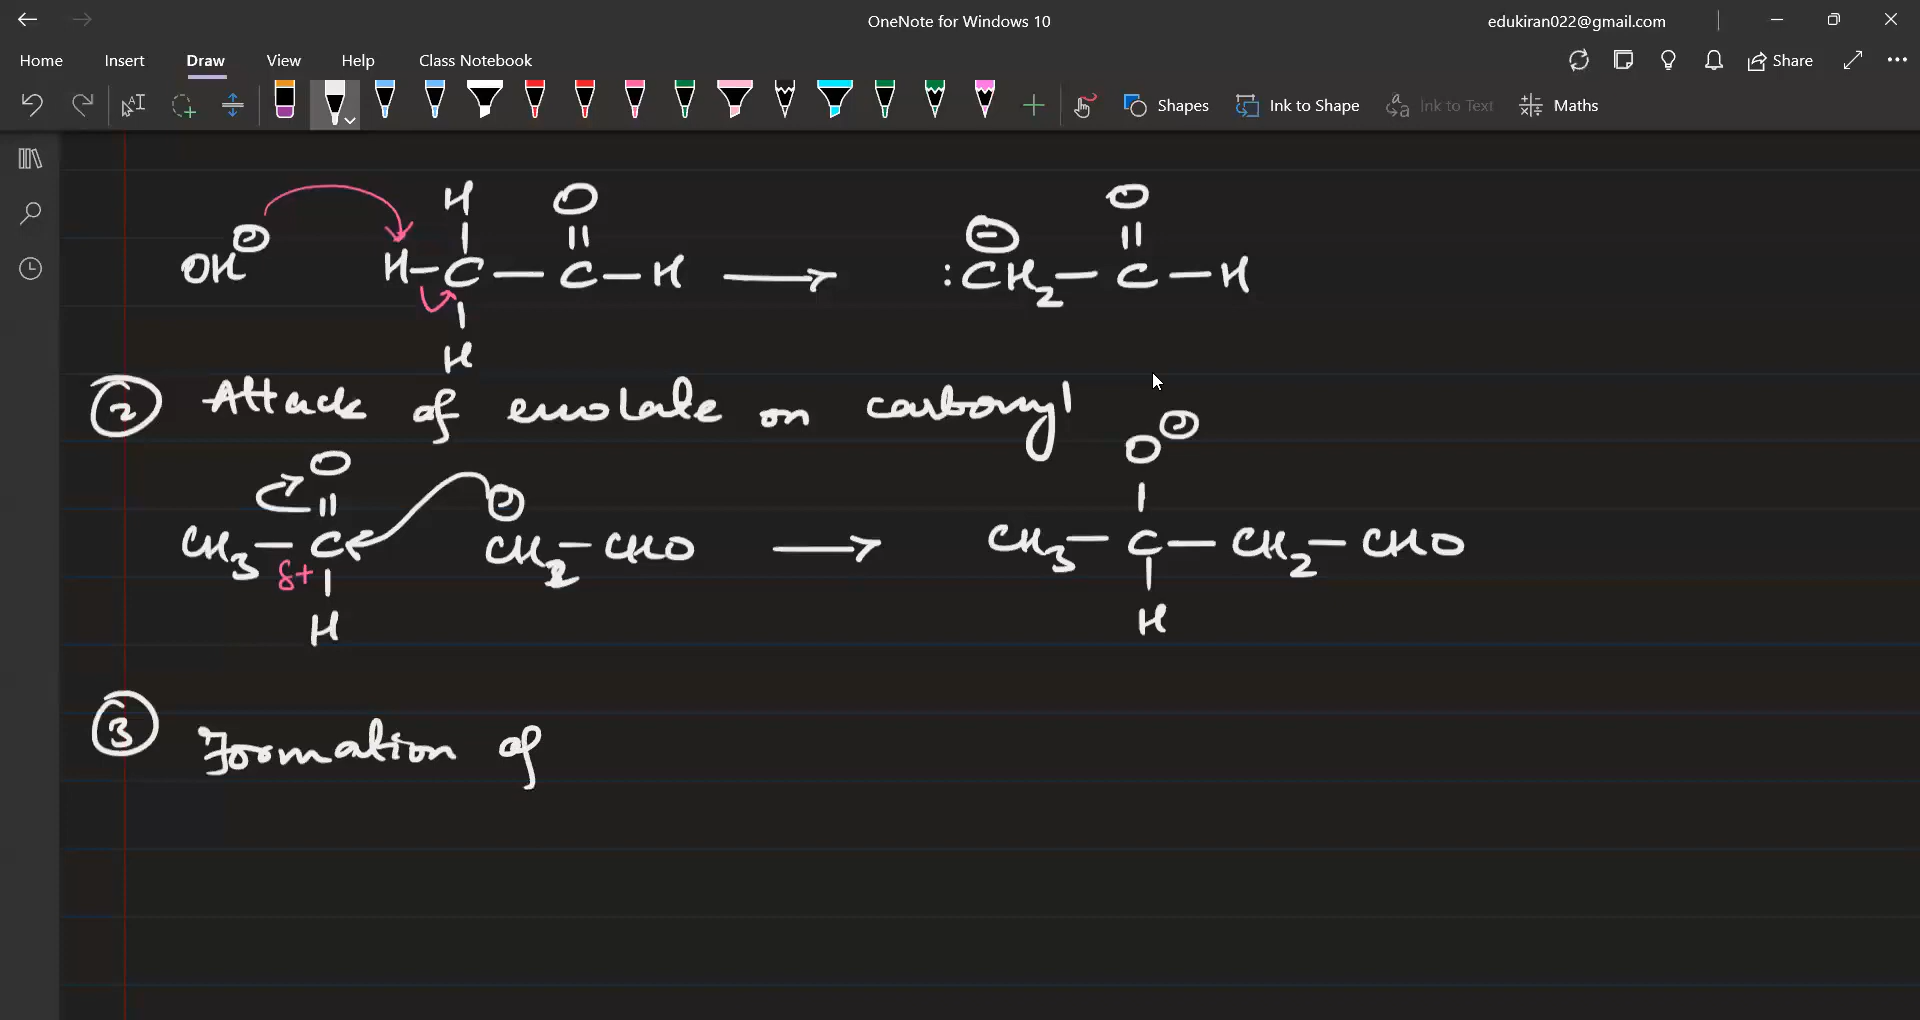 OneNote for Windows 10
edukiran022@gmail.com
Home Insert Draw View Help Class Notebook
Share
Shapes Ink to Shape Ink to Text Maths
H O O
OH⊖ H–C–C–H → :C⊖H₂–C–H
H
② Attack of enolate on carbonyl
O ⊖ O⊖
CH₃–C CH₂–CHO → CH₃–C–CH₂–CHO
δ+
H H
③ Formation of